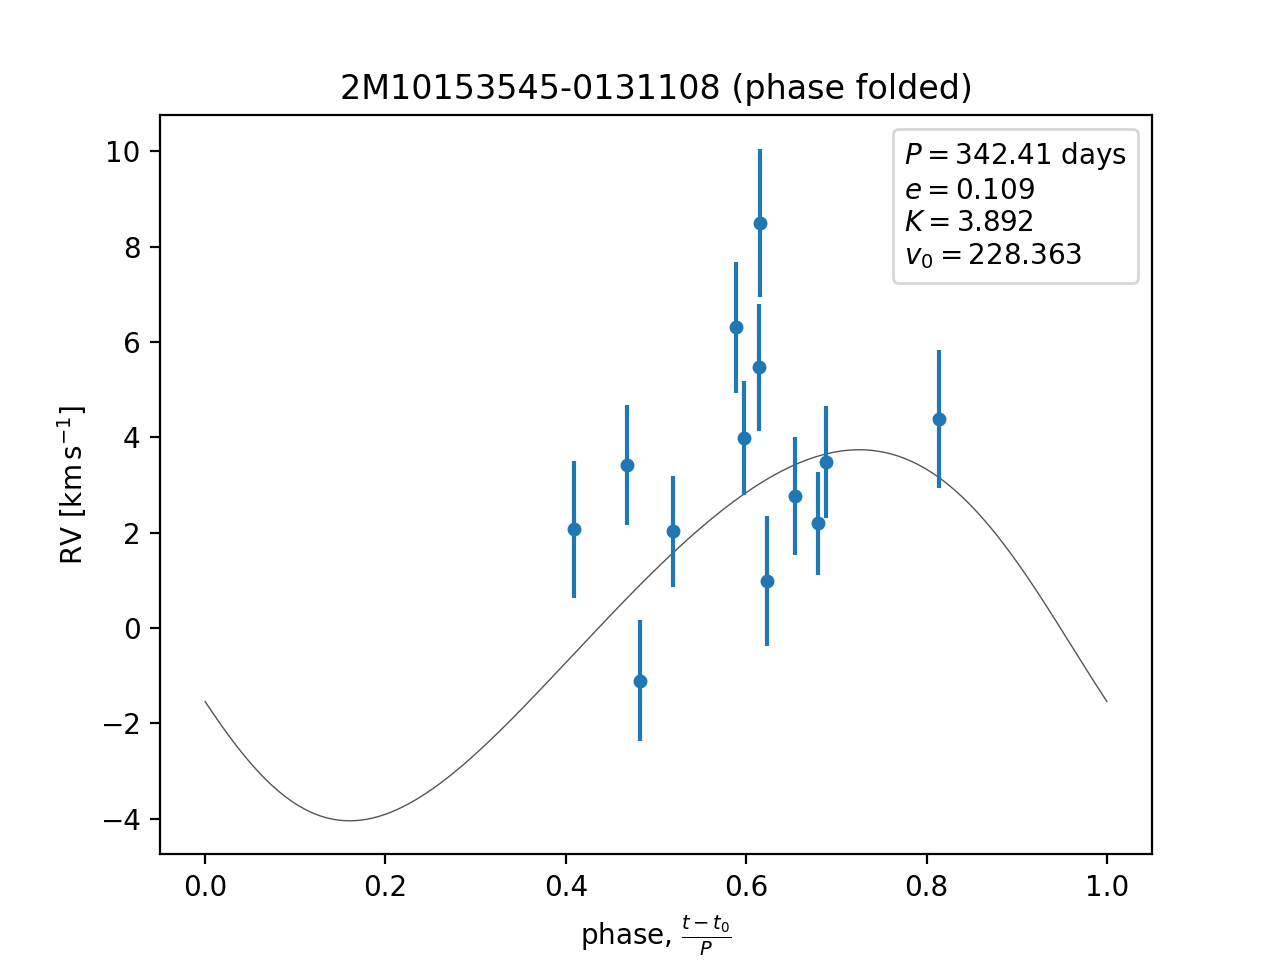 2M10153545-0131108 (phase folded)
P = 342.41 days
e = 0.109
K = 3.892
v₀ = 228.363
RV [km s⁻¹]
10
8
6
4
2
0
−2
−4
0.0 0.2 0.4 0.6 0.8 1.0
phase, (t − t₀)/P